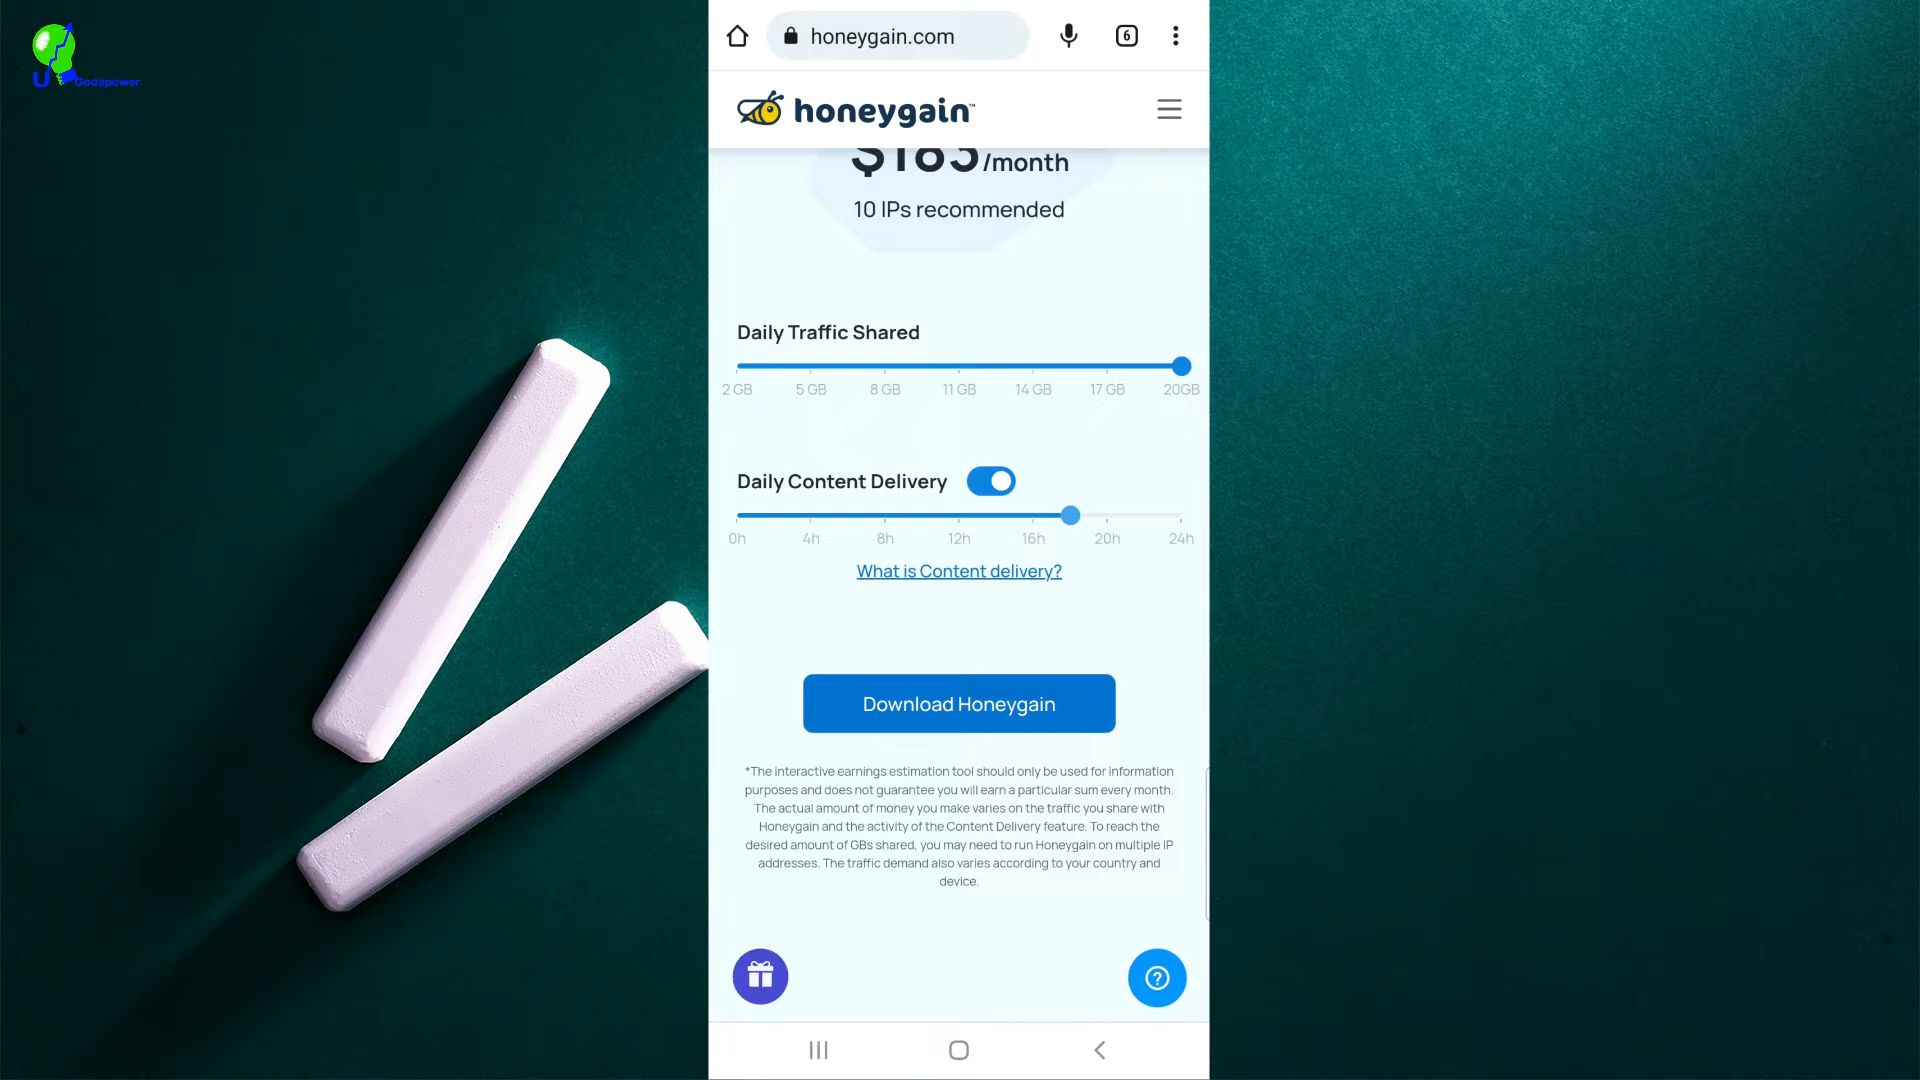 U
Godspower
honeygain.com
6
honeygain™
$183/month
10 IPs recommended
Daily Traffic Shared
2 GB 5 GB 8 GB 11 GB 14 GB 17 GB 20GB
Daily Content Delivery
0h 4h 8h 12h 16h 20h 24h
What is Content delivery?
Download Honeygain
*The interactive earnings estimation tool should only be used for information
purposes and does not guarantee you will earn a particular sum every month.
The actual amount of money you make varies on the traffic you share with
Honeygain and the activity of the Content Delivery feature. To reach the
desired amount of GBs shared, you may need to run Honeygain on multiple IP
addresses. The traffic demand also varies according to your country and
device.